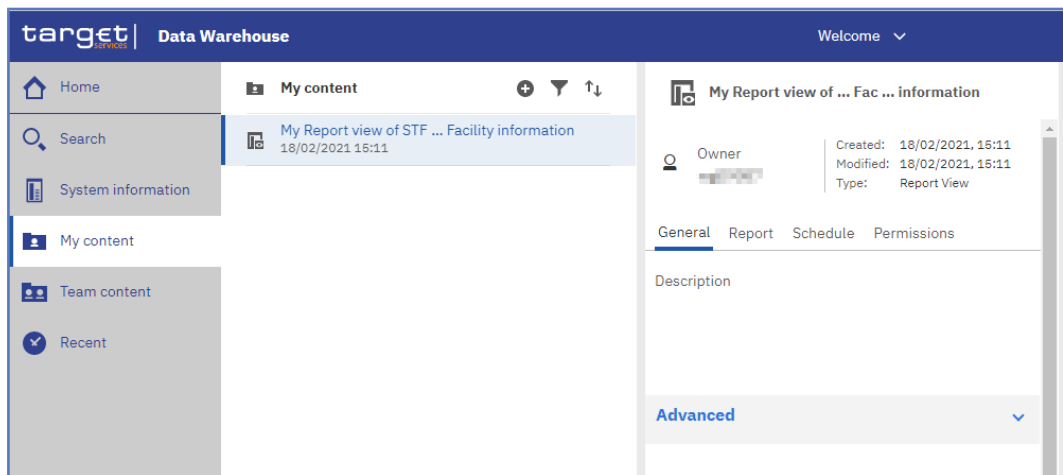 target| Data Warehouse Welcome
services
Home
Search
System information
My content
Team content
Recent
My content
My Report view of STF ... Facility information
18/02/2021 15:11
My Report view of ... Fac ... information
Owner
Created: 18/02/2021, 15:11
Modified: 18/02/2021, 15:11
Type: Report View
General Report Schedule Permissions
Description
Advanced